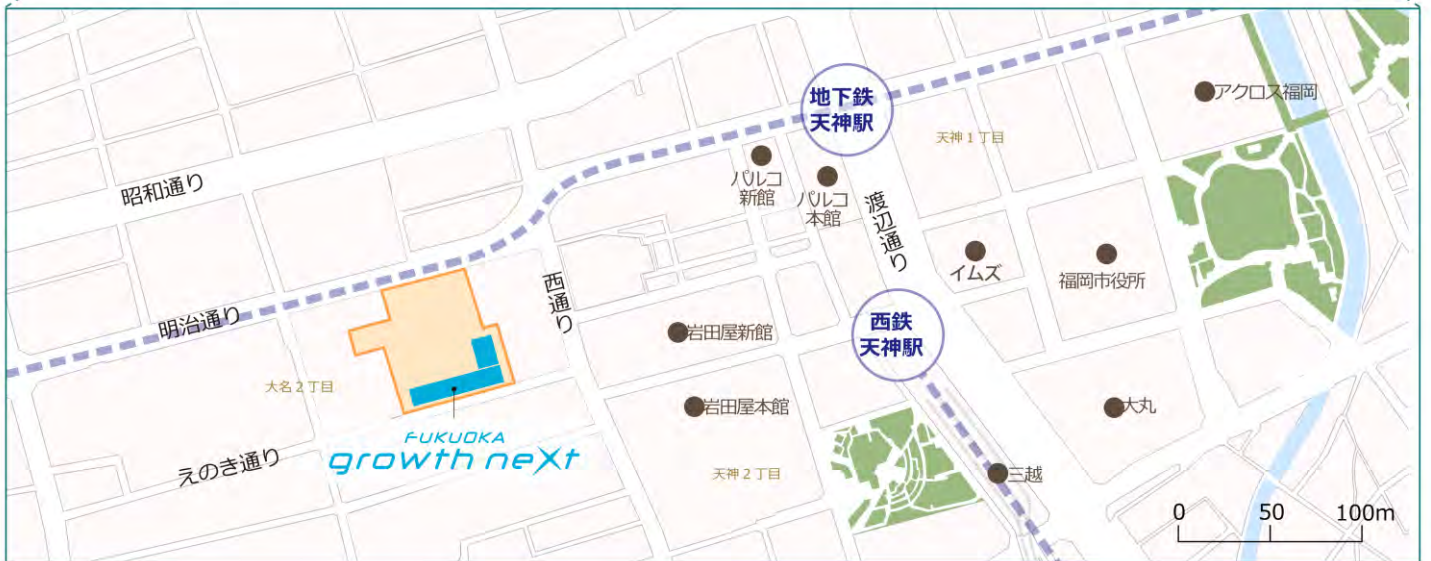 地下鉄
天神駅
アクロス福岡
天神1丁目
パルコ
新館
パルコ
本館
昭和通り
渡辺通り
イムズ
福岡市役所
西通り
明治通り
岩田屋新館
西鉄
天神駅
大名2丁目
岩田屋本館
大丸
FUKUOKA
growth neXt
えのき通り
天神2丁目
三越
0 50 100m